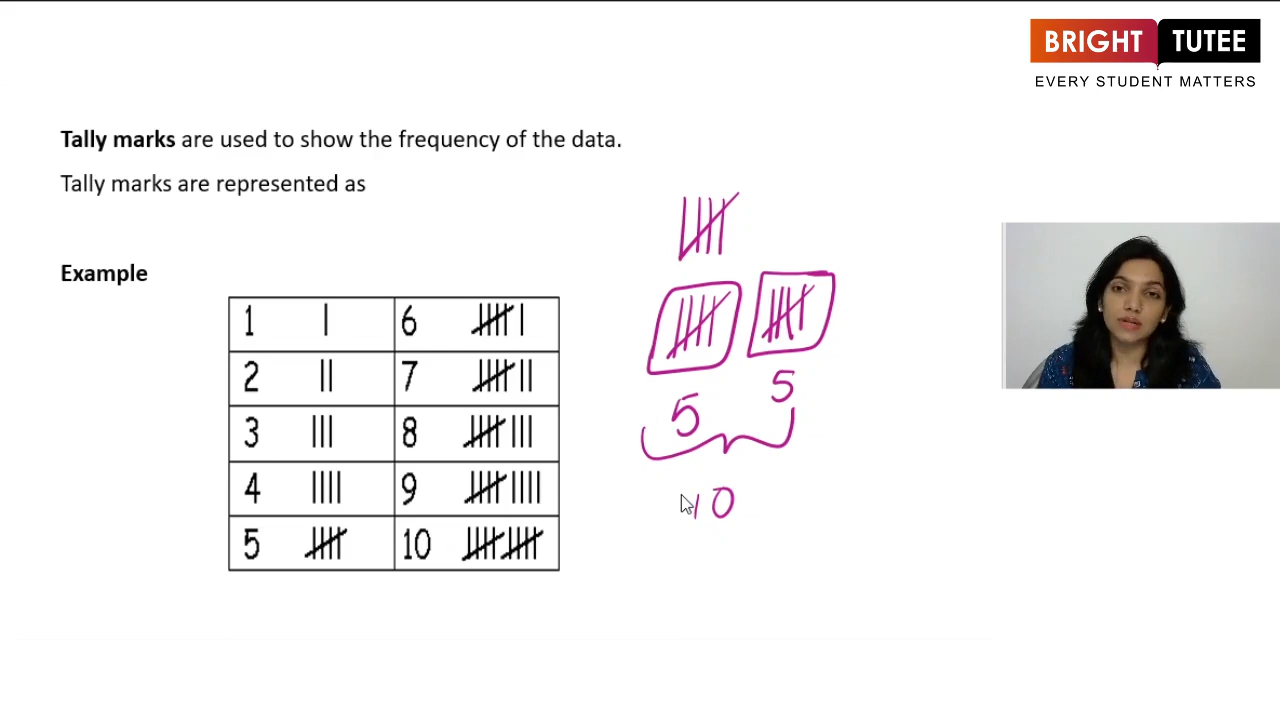 BRIGHT TUTEE
EVERY STUDENT MATTERS
Tally marks are used to show the frequency of the data.
Tally marks are represented as
Example
1 | 6 𝍸 |
2 || 7 𝍸 ||
3 ||| 8 𝍸 |||
4 |||| 9 𝍸 ||||
5 𝍸 10 𝍸 𝍸
𝍸
𝍸 𝍸
5 5
10